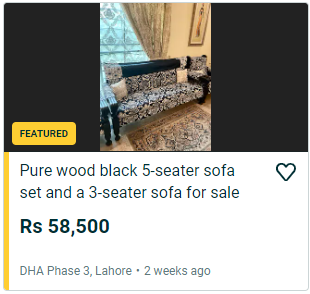 FEATURED
Pure wood black 5-seater sofa
set and a 3-seater sofa for sale
Rs 58,500
DHA Phase 3, Lahore • 2 weeks ago